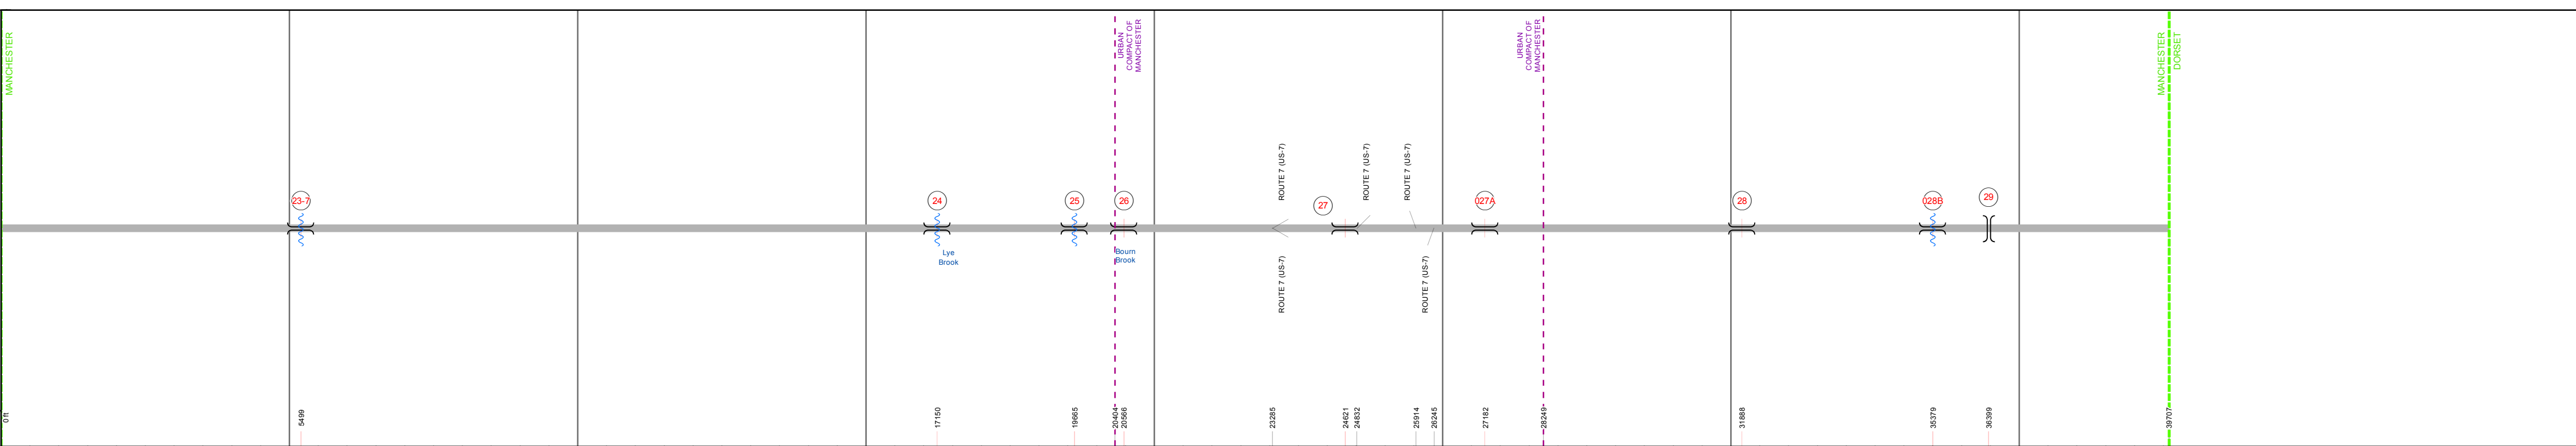 MANCHESTER
URBAN
COMPACT OF
MANCHESTER
URBAN
COMPACT OF
MANCHESTER
MANCHESTER
DORSET
ROUTE 7 (US-7)
ROUTE 7 (US-7)
ROUTE 7 (US-7)
23-7
24
25
26
27
027A
28
028B
29
Lye
Brook
Bourn
Brook
ROUTE 7 (US-7)
ROUTE 7 (US-7)
0 ft
5499
17150
19665
20404
20566
23285
24621
24832
25914
26245
27182
28249
31888
35379
36399
39707